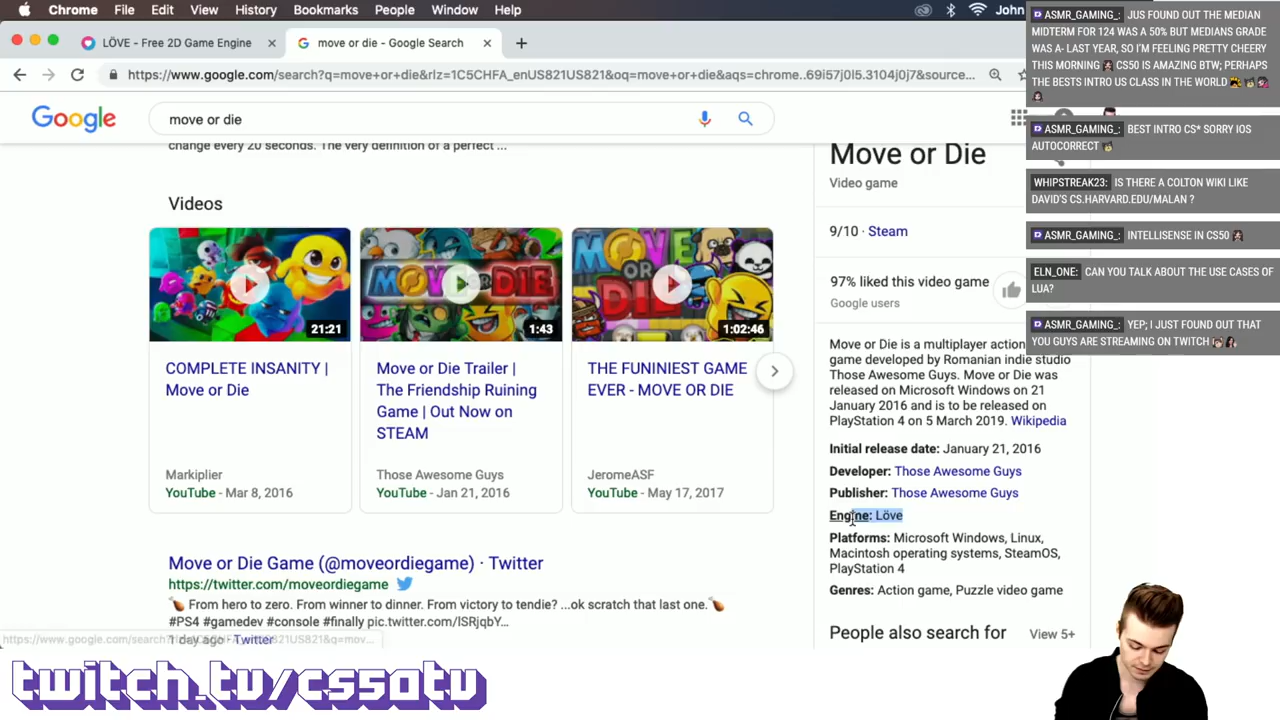 Chrome File Edit View History Bookmarks People Window Help John
LÖVE - Free 2D Game Engine
move or die - Google Search
https://www.google.com/search?q=move+or+die&rlz=1C5CHFA_enUS821US821&oq=move+or+die&aqs=chrome..69i57j0l5.3104j0j7&source...
Google
move or die
change every 20 seconds. The very definition of a perfect ...
Videos
21:21
COMPLETE INSANITY |
Move or Die
Markiplier
YouTube - Mar 8, 2016
MOVE OR DIE
1:43
Move or Die Trailer |
The Friendship Ruining
Game | Out Now on
STEAM
Those Awesome Guys
YouTube - Jan 21, 2016
MOVE
OR
DIE
1:02:46
THE FUNINIEST GAME
EVER - MOVE OR DIE
JeromeASF
YouTube - May 17, 2017
Move or Die Game (@moveordiegame) · Twitter
https://twitter.com/moveordiegame
From hero to zero. From winner to dinner. From victory to tendie? ...ok scratch that last one.
#PS4 #gamedev #console #finally pic.twitter.com/lSRjqbY...
1 day ago - Twitter
https://www.google.com/search?
q=mov...
Move or Die
Video game
9/10 · Steam
97% liked this video game
Google users
Move or Die is a multiplayer action
game developed by Romanian indie studio
Those Awesome Guys. Move or Die was
released on Microsoft Windows on 21
January 2016 and is to be released on
PlayStation 4 on 5 March 2019. Wikipedia
Initial release date: January 21, 2016
Developer: Those Awesome Guys
Publisher: Those Awesome Guys
Engine: Löve
Platforms: Microsoft Windows, Linux,
Macintosh operating systems, SteamOS,
PlayStation 4
Genres: Action game, Puzzle video game
People also search for View 5+
ASMR_GAMING_: JUS FOUND OUT THE MEDIAN
MIDTERM FOR 124 WAS A 50% BUT MEDIANS GRADE
WAS A- LAST YEAR, SO I'M FEELING PRETTY CHEERY
THIS MORNING CS50 IS AMAZING BTW; PERHAPS
THE BESTS INTRO US CLASS IN THE WORLD
ASMR_GAMING_: BEST INTRO CS* SORRY IOS
AUTOCORRECT
WHIPSTREAK23: IS THERE A COLTON WIKI LIKE
DAVID'S CS.HARVARD.EDU/MALAN ?
ASMR_GAMING_: INTELLISENSE IN CS50
ELN_ONE: CAN YOU TALK ABOUT THE USE CASES OF
LUA?
ASMR_GAMING_: YEP; I JUST FOUND OUT THAT
YOU GUYS ARE STREAMING ON TWITCH
twitch.tv/cs50tv